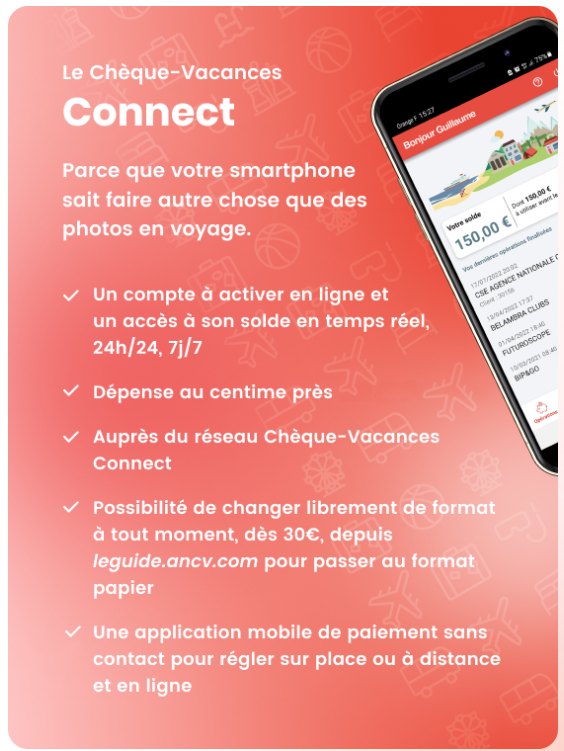 Le Chèque-Vacances
Connect
Parce que votre smartphone
sait faire autre chose que des
photos en voyage.
Un compte à activer en ligne et
un accès à son solde en temps réel,
24h/24, 7j/7
Dépense au centime près
Auprès du réseau Chèque-Vacances
Connect
Possibilité de changer librement de format
à tout moment, dès 30€, depuis
leguide.ancv.com pour passer au format
papier
Une application mobile de paiement sans
contact pour régler sur place ou à distance
et en ligne
Orange F 15:27
75%
Bonjour Guillaume
Votre solde
150,00 €
Dont 150,00 €
à utiliser avant le
Vos dernières opérations finalisées
17/07/2022 20:02
CSE AGENCE NATIONALE
Client :
13/04/2022 17:37
BELAMBRA CLUBS
01/04/2022 18:40
FUTUROSCOPE
10/03/2021 08:40
BIP&GO
Opérations